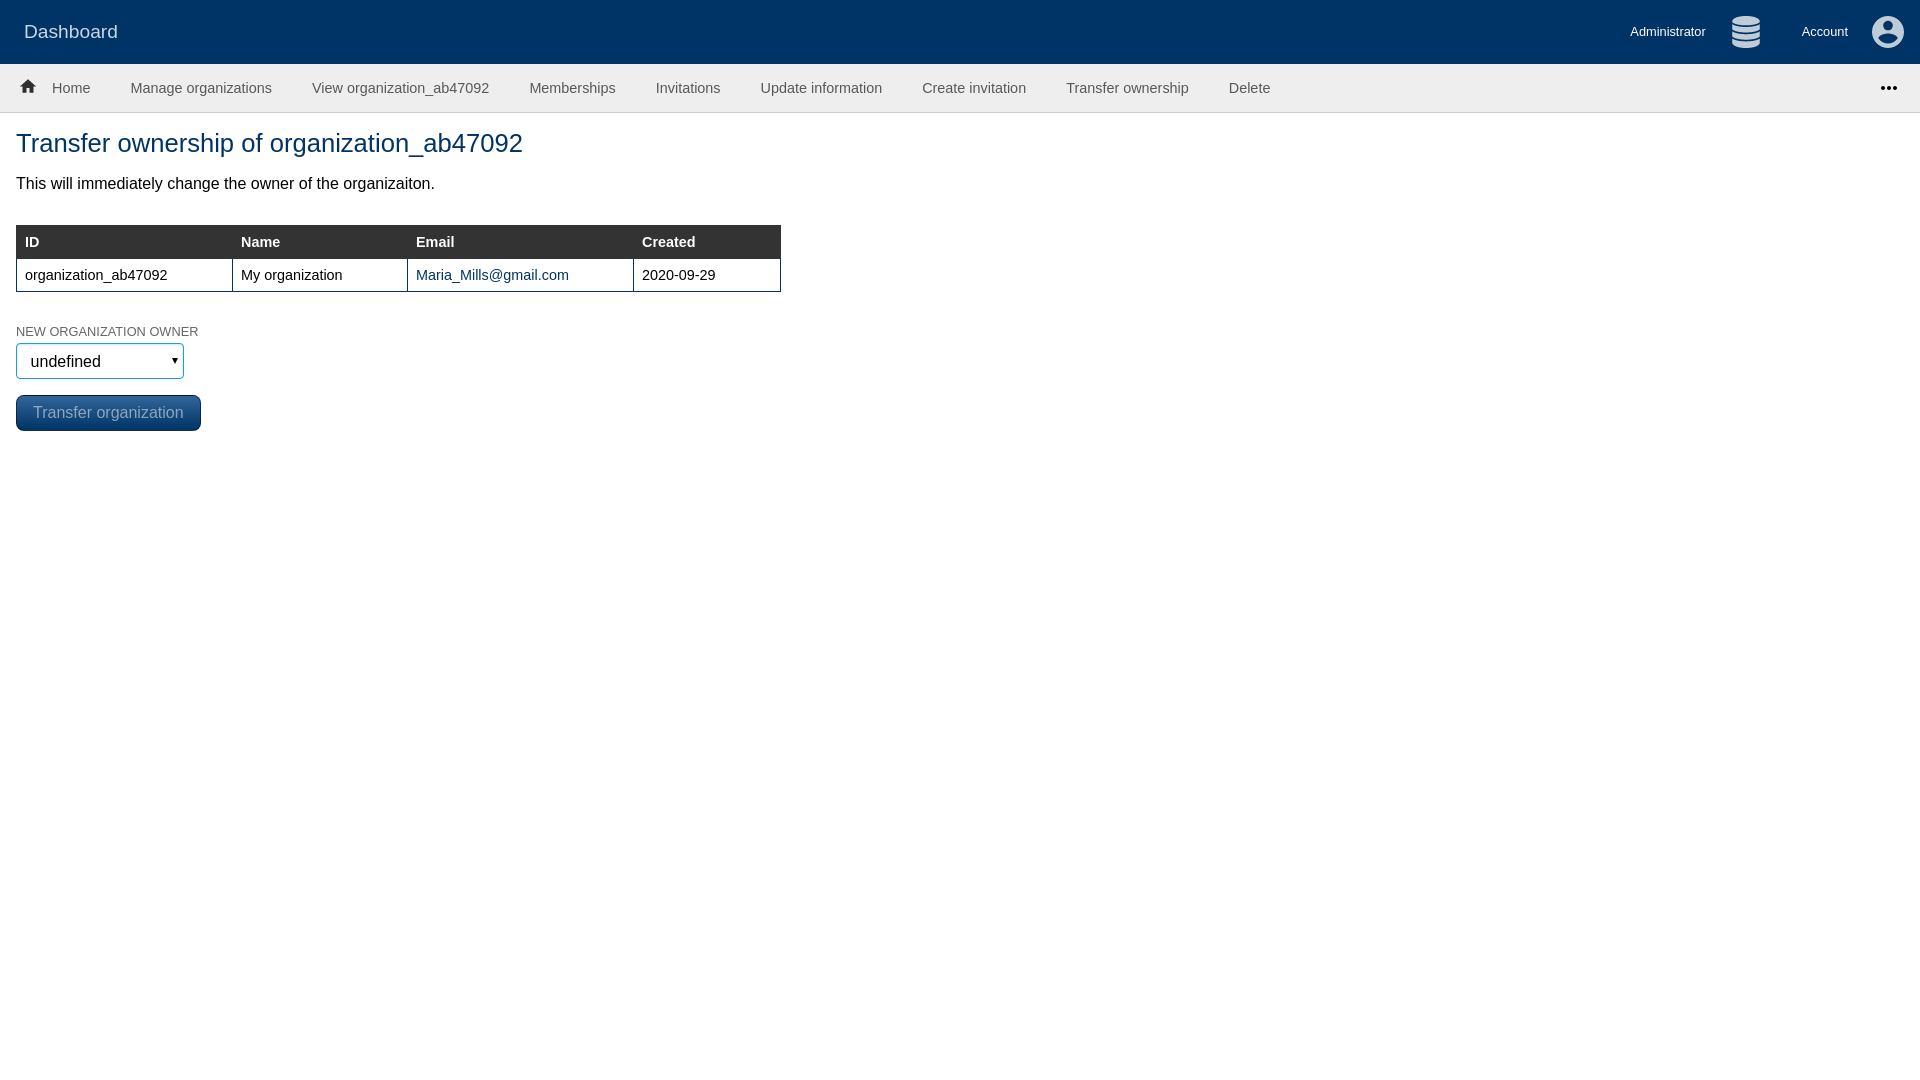 Dashboard
Administrator
Account
Home
Manage organizations
View organization_ab47092
Memberships
Invitations
Update information
Create invitation
Transfer ownership
Delete
Transfer ownership of organization_ab47092
This will immediately change the owner of the organizaiton.
ID Name Email Created
organization_ab47092 My organization Maria_Mills@gmail.com 2020-09-29
NEW ORGANIZATION OWNER
undefined
Transfer organization